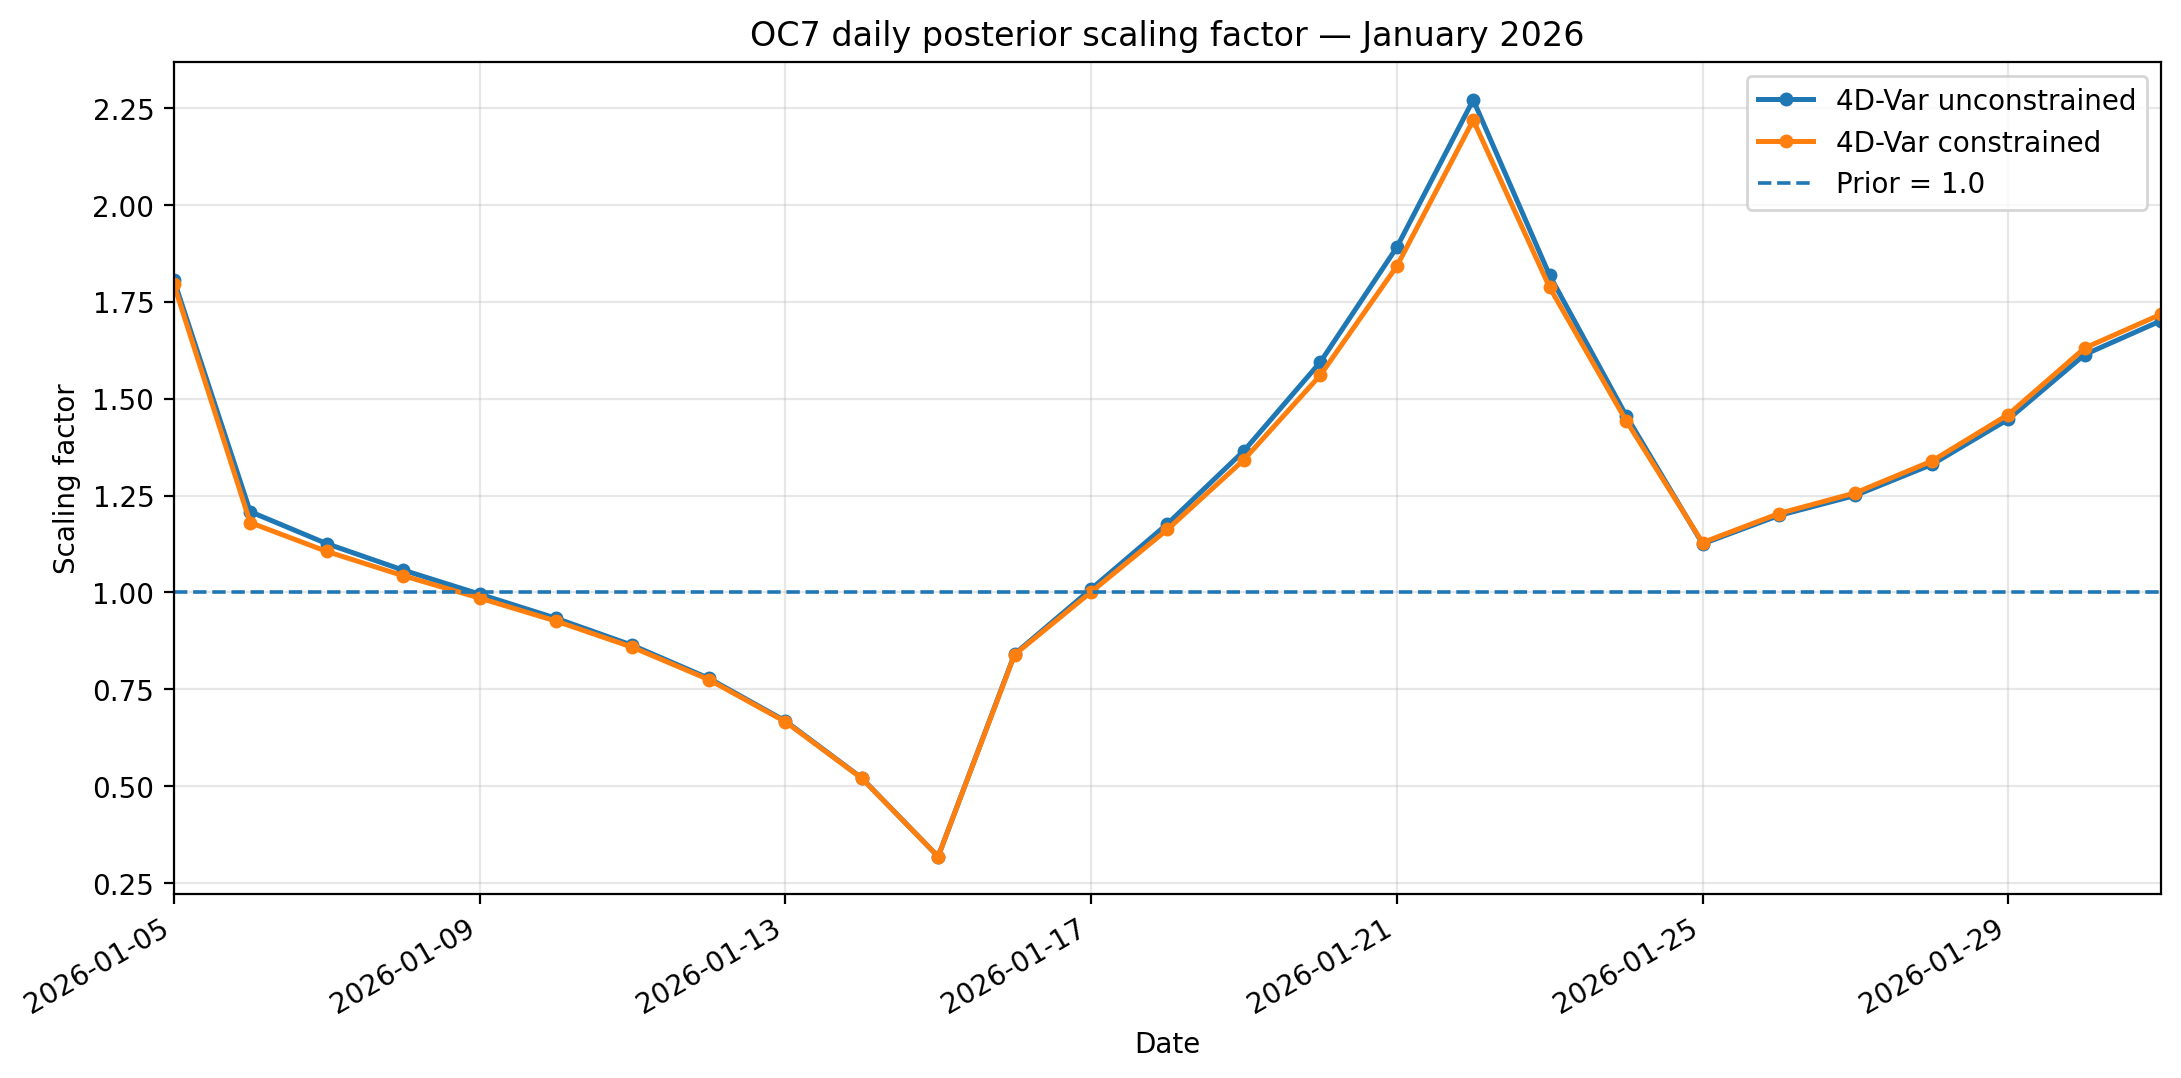 OC7 daily posterior scaling factor — January 2026
4D-Var unconstrained
4D-Var constrained
Prior = 1.0
Scaling factor
2.25
2.00
1.75
1.50
1.25
1.00
0.75
0.50
0.25
2026-01-05
2026-01-09
2026-01-13
2026-01-17
2026-01-21
2026-01-25
2026-01-29
Date